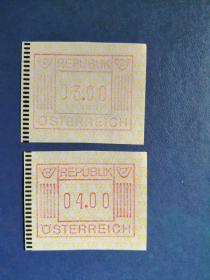 REPUBLIK
03.00
ÖSTERREICH
REPUBLIK
04.00
ÖSTERREICH